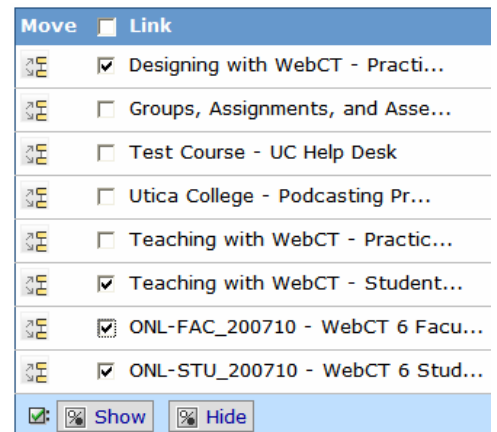 Move Link
Designing with WebCT - Practi...
Groups, Assignments, and Asse...
Test Course - UC Help Desk
Utica College - Podcasting Pr...
Teaching with WebCT - Practic...
Teaching with WebCT - Student...
ONL-FAC_200710 - WebCT 6 Facu...
ONL-STU_200710 - WebCT 6 Stud...
: Show Hide